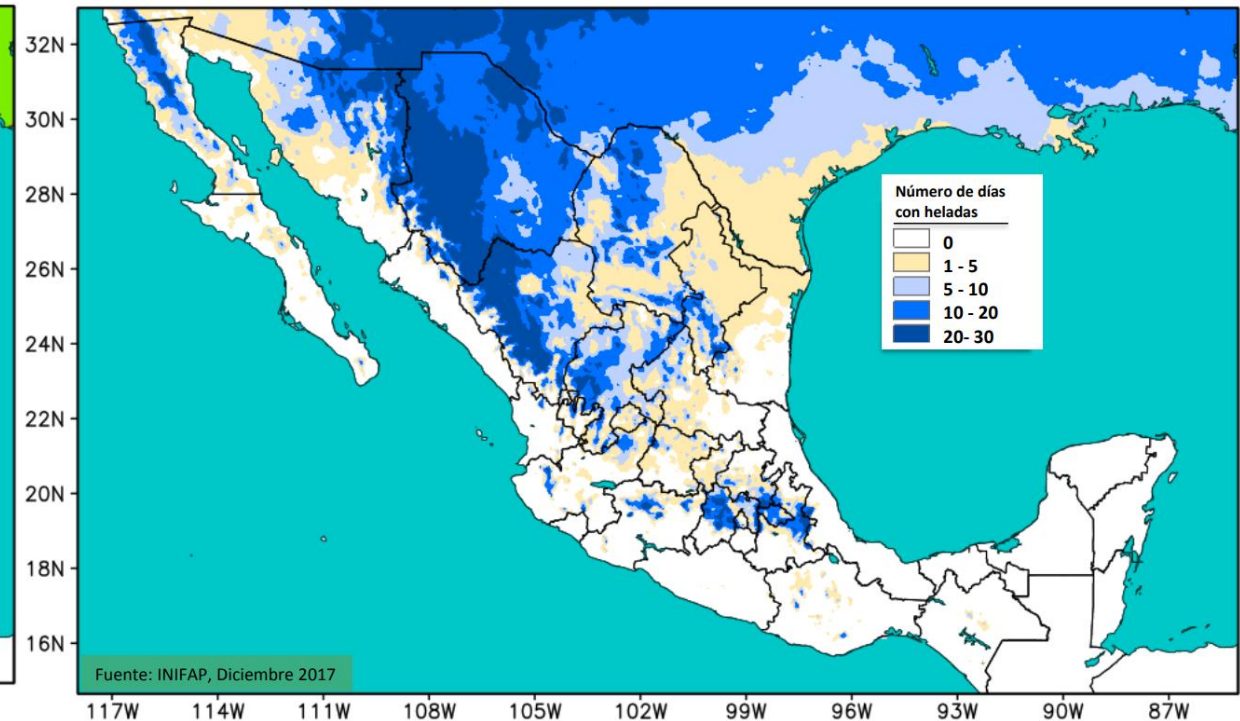 32N
30N
28N
26N
24N
22N
20N
18N
16N
Número de días
con heladas
0
1 - 5
5 - 10
10 - 20
20- 30
Fuente: INIFAP, Diciembre 2017
117W 114W 111W 108W 105W 102W 99W 96W 93W 90W 87W